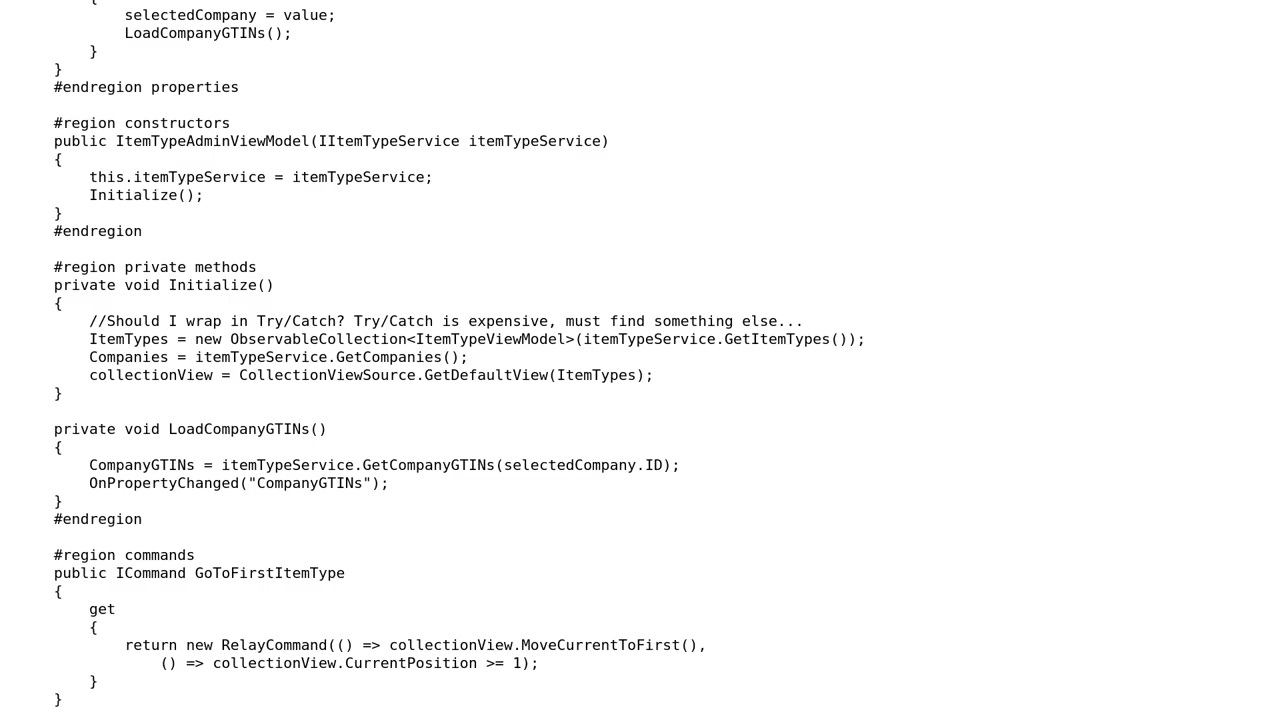 {
selectedCompany = value;
LoadCompanyGTINs();
}
}
#endregion properties
#region constructors
public ItemTypeAdminViewModel(IItemTypeService itemTypeService)
{
this.itemTypeService = itemTypeService;
Initialize();
}
#endregion
#region private methods
private void Initialize()
{
//Should I wrap in Try/Catch? Try/Catch is expensive, must find something else...
ItemTypes = new ObservableCollection<ItemTypeViewModel>(itemTypeService.GetItemTypes());
Companies = itemTypeService.GetCompanies();
collectionView = CollectionViewSource.GetDefaultView(ItemTypes);
}
private void LoadCompanyGTINs()
{
CompanyGTINs = itemTypeService.GetCompanyGTINs(selectedCompany.ID);
OnPropertyChanged("CompanyGTINs");
}
#endregion
#region commands
public ICommand GoToFirstItemType
{
get
{
return new RelayCommand(() => collectionView.MoveCurrentToFirst(),
() => collectionView.CurrentPosition >= 1);
}
}